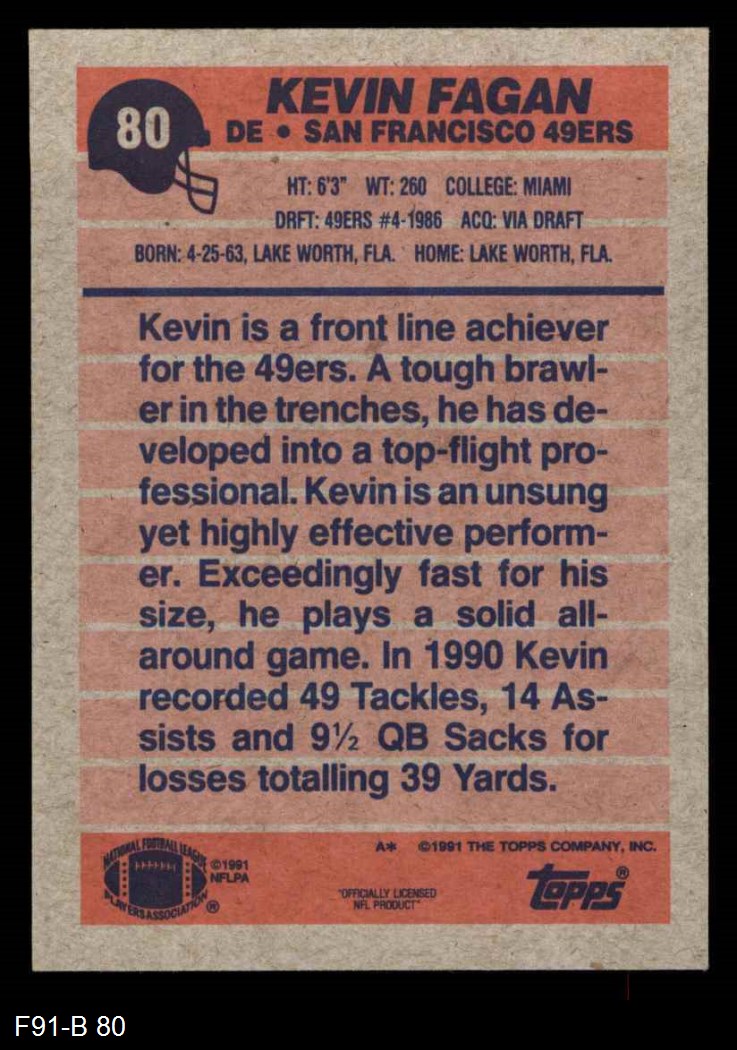 80
KEVIN FAGAN
DE • SAN FRANCISCO 49ERS
HT: 6'3" WT: 260 COLLEGE: MIAMI
DRFT: 49ERS #4-1986 ACQ: VIA DRAFT
BORN: 4-25-63, LAKE WORTH, FLA. HOME: LAKE WORTH, FLA.
Kevin is a front line achiever
for the 49ers. A tough brawl-
er in the trenches, he has de-
veloped into a top-flight pro-
fessional. Kevin is an unsung
yet highly effective perform-
er. Exceedingly fast for his
size, he plays a solid all-
around game. In 1990 Kevin
recorded 49 Tackles, 14 As-
sists and 9½ QB Sacks for
losses totalling 39 Yards.
A* ©1991 THE TOPPS COMPANY, INC.
NATIONAL FOOTBALL LEAGUE
PLAYERS ASSOCIATION ®
©1991
NFLPA
"OFFICIALLY LICENSED
NFL PRODUCT"
topps®
F91-B 80